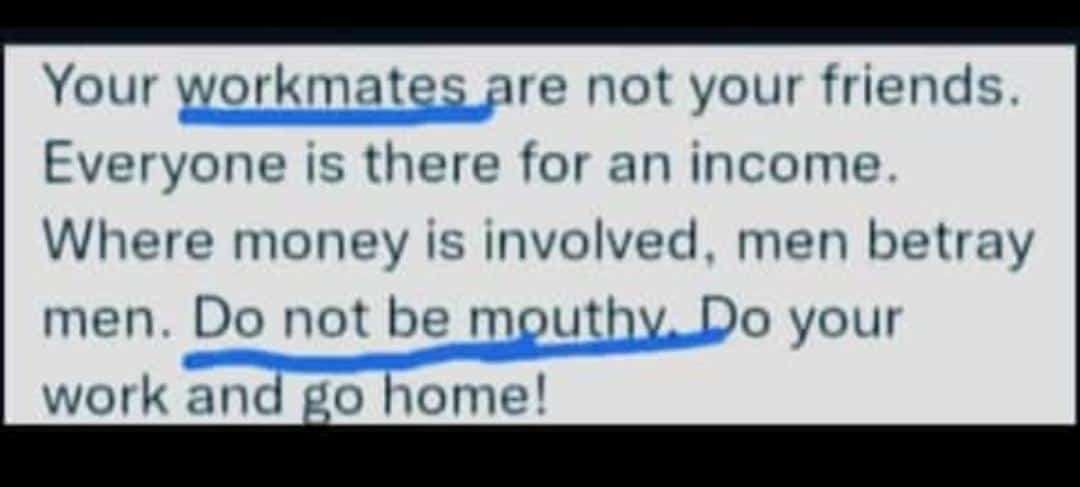 Your workmates are not your friends.
Everyone is there for an income.
Where money is involved, men betray
men. Do not be mouthy. Do your
work and go home!